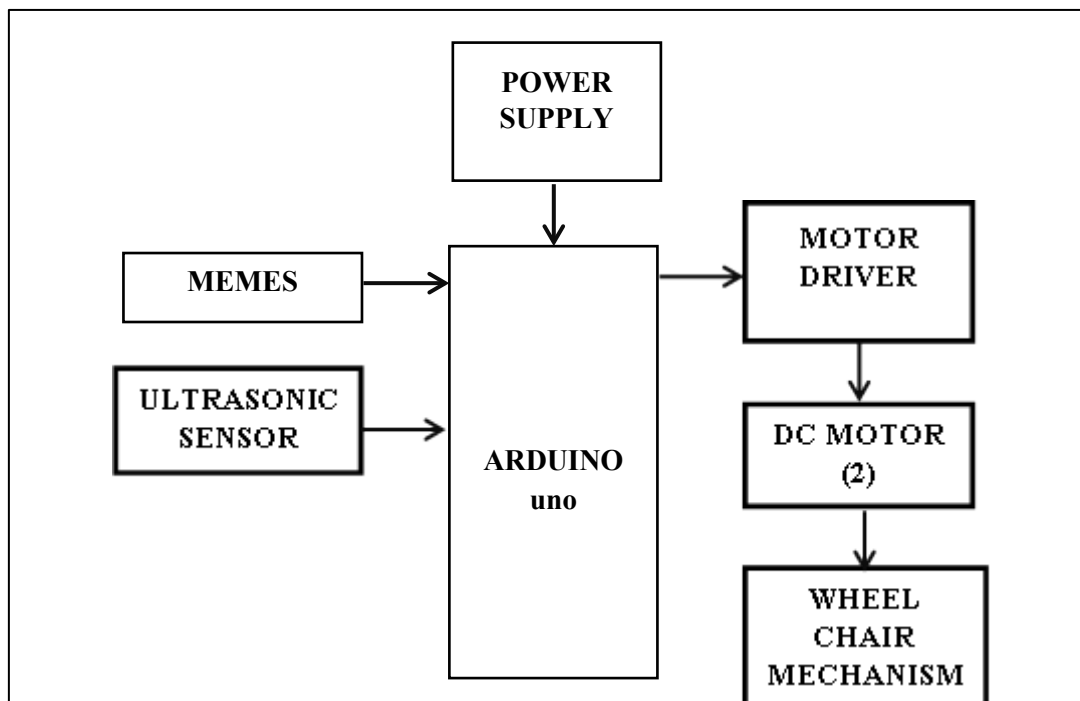 POWER
SUPPLY
MOTOR
DRIVER
MEMES
ULTRASONIC
SENSOR
ARDUINO
uno
DC MOTOR
(2)
WHEEL
CHAIR
MECHANISM